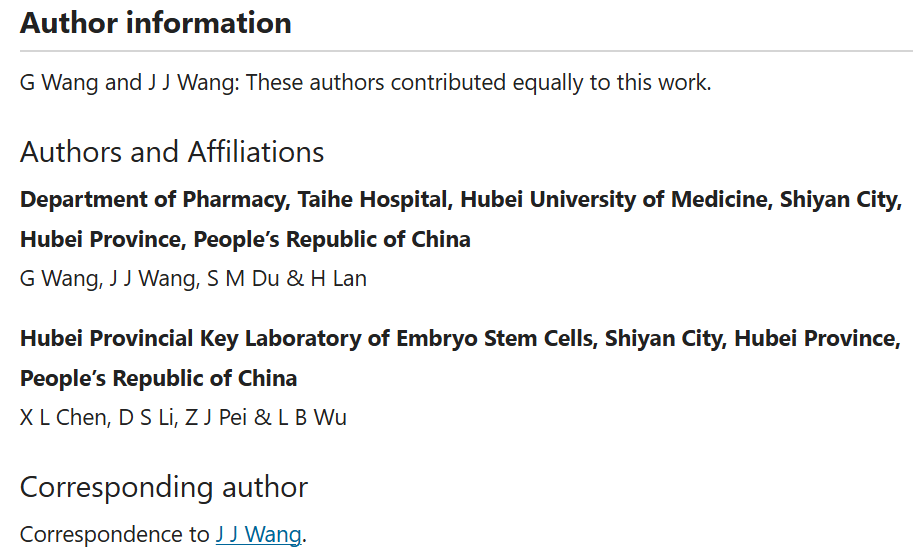 Author information
G Wang and J J Wang: These authors contributed equally to this work.
Authors and Affiliations
Department of Pharmacy, Taihe Hospital, Hubei University of Medicine, Shiyan City,
Hubei Province, People’s Republic of China
G Wang, J J Wang, S M Du & H Lan
Hubei Provincial Key Laboratory of Embryo Stem Cells, Shiyan City, Hubei Province,
People’s Republic of China
X L Chen, D S Li, Z J Pei & L B Wu
Corresponding author
Correspondence to J J Wang.